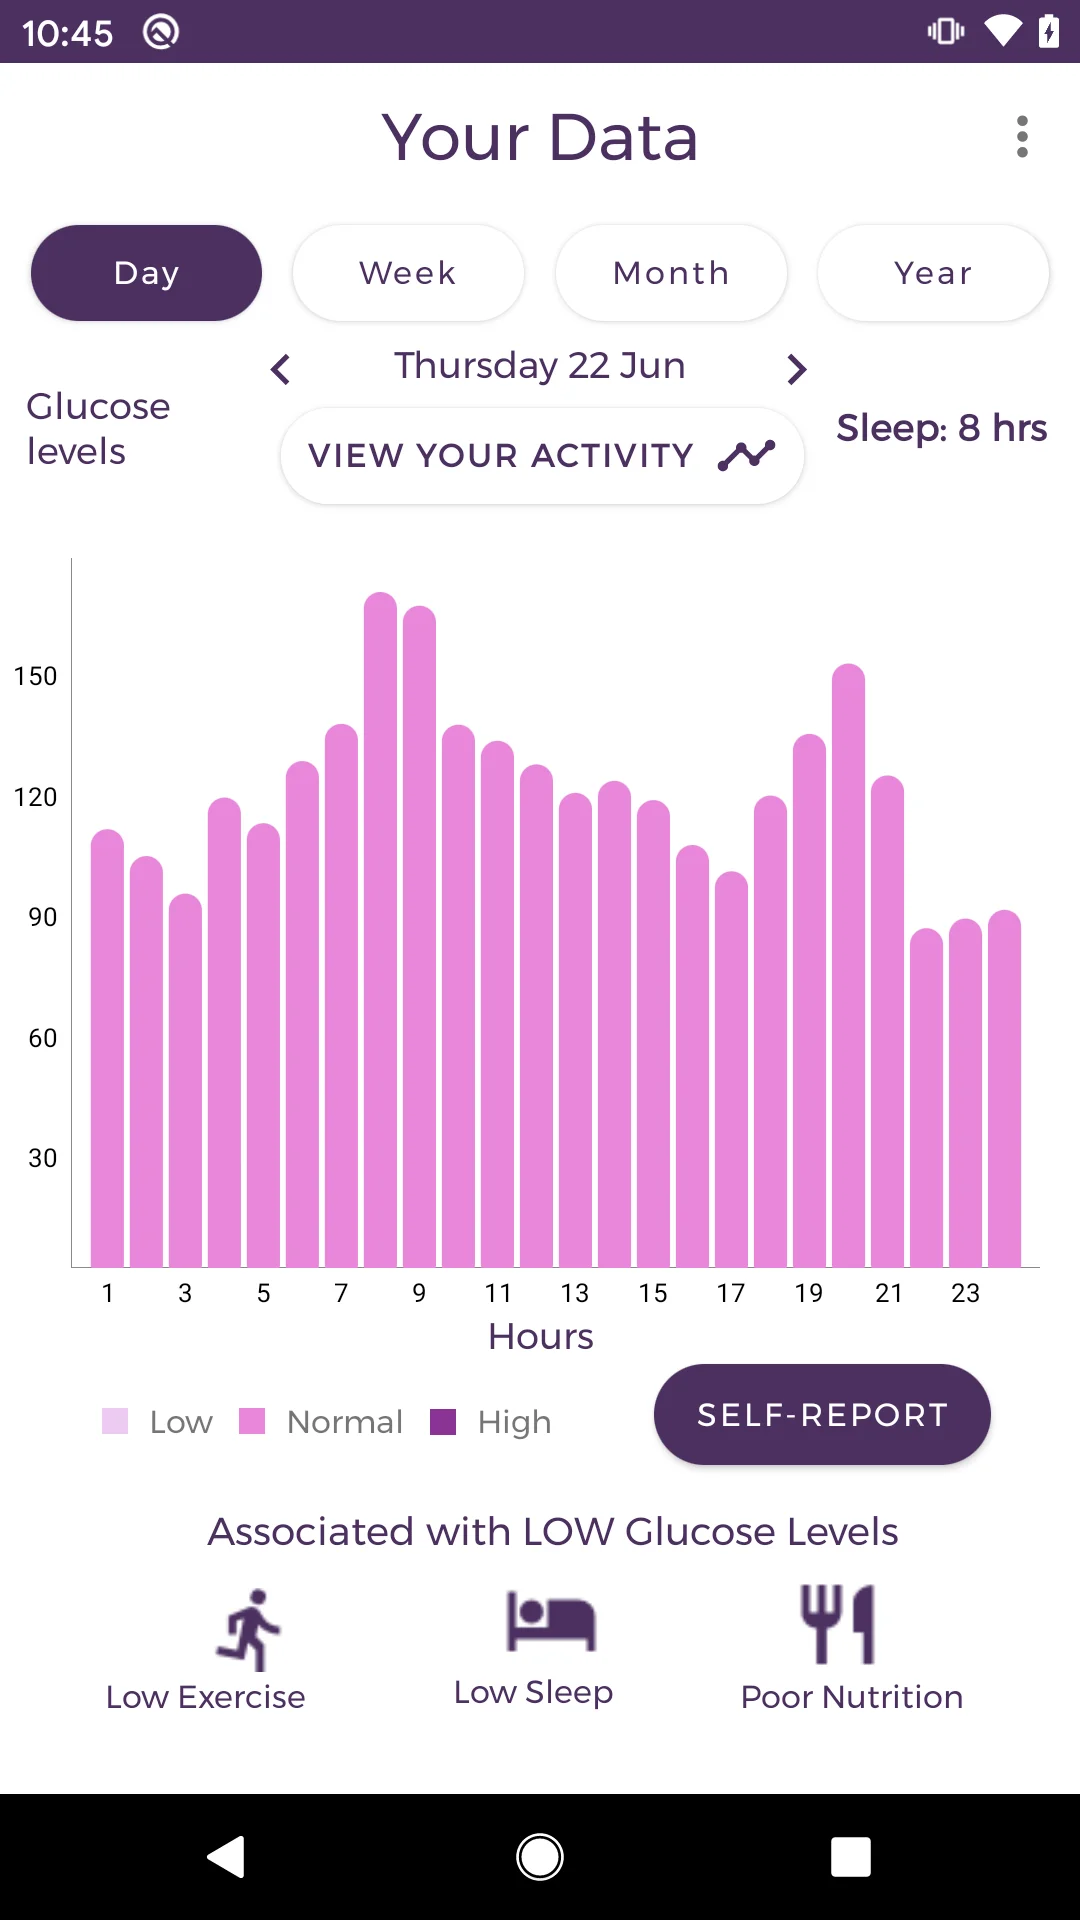 10:45
Your Data
Day Week Month Year
Thursday 22 Jun
Glucose
levels
VIEW YOUR ACTIVITY
Sleep: 8 hrs
150
120
90
60
30
1 3 5 7 9 11 13 15 17 19 21 23
Hours
Low Normal High
SELF-REPORT
Associated with LOW Glucose Levels
Low Exercise Low Sleep Poor Nutrition